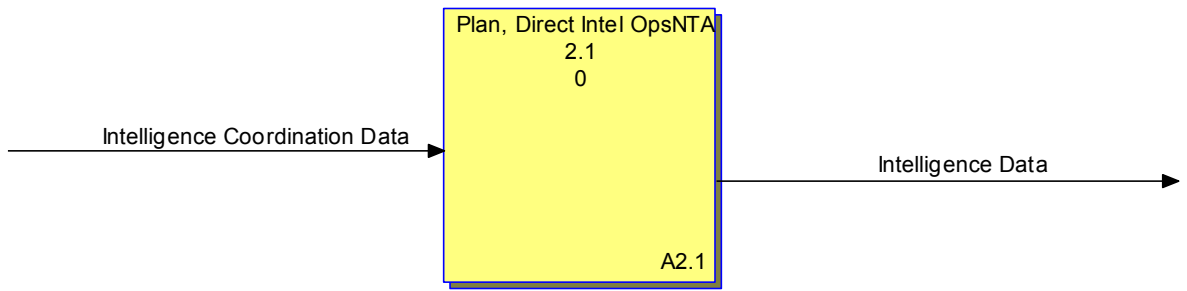 Plan, Direct Intel OpsNTA
2.1
0
Intelligence Coordination Data
Intelligence Data
A2.1